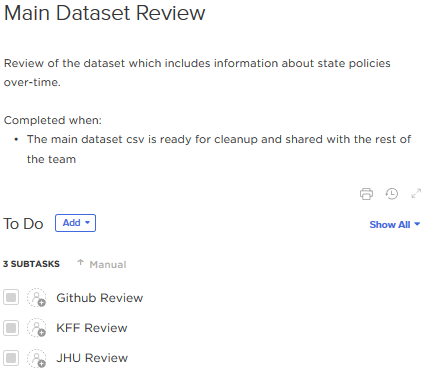 Main Dataset Review
Review of the dataset which includes information about state policies
over-time.
Completed when:
• The main dataset csv is ready for cleanup and shared with the rest of
the team
To Do Add Show All
3 SUBTASKS Manual
Github Review
KFF Review
JHU Review